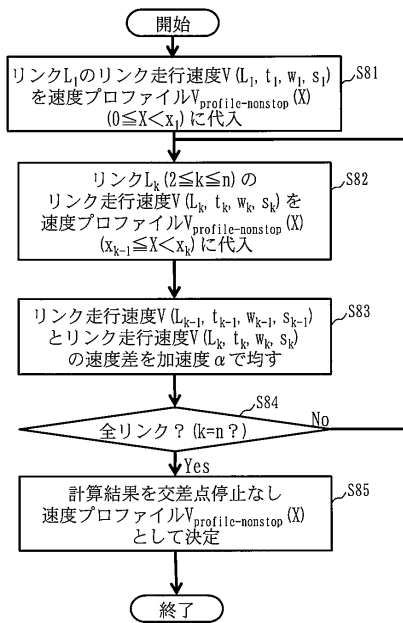 開始
リンクL₁のリンク走行速度V(L₁, t₁, w₁, s₁)
を速度プロファイルVprofile-nonstop(X)
(0≦X<x₁)に代入
S81
リンクLₖ(2≦k≦n)の
リンク走行速度V(Lₖ, tₖ, wₖ, sₖ)を
速度プロファイルVprofile-nonstop(X)
(xₖ₋₁≦X<xₖ)に代入
S82
リンク走行速度V(Lₖ₋₁, tₖ₋₁, wₖ₋₁, sₖ₋₁)
とリンク走行速度V(Lₖ, tₖ, wₖ, sₖ)
の速度差を加速度αで均す
S83
全リンク?(k=n?)
S84
No
Yes
計算結果を交差点停止なし
速度プロファイルVprofile-nonstop(X)
として決定
S85
終了